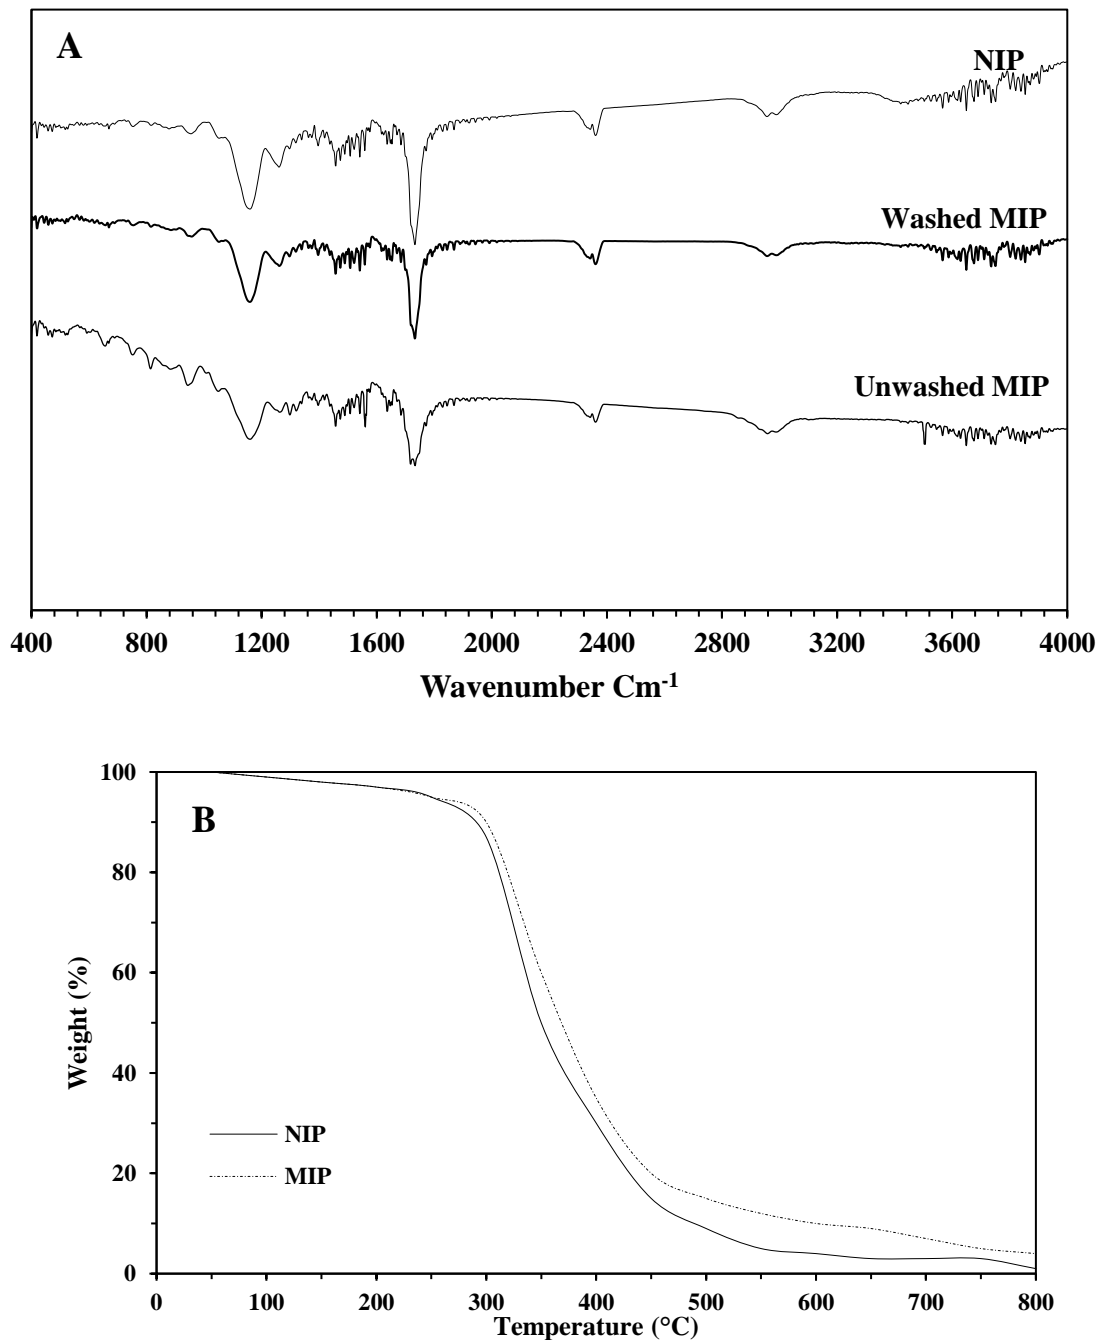 A
NIP
Washed MIP
Unwashed MIP
400 800 1200 1600 2000 2400 2800 3200 3600 4000
Wavenumber Cm-1
100
80
60
40
20
0
Weight (%)
B
NIP
MIP
0 100 200 300 400 500 600 700 800
Temperature (°C)